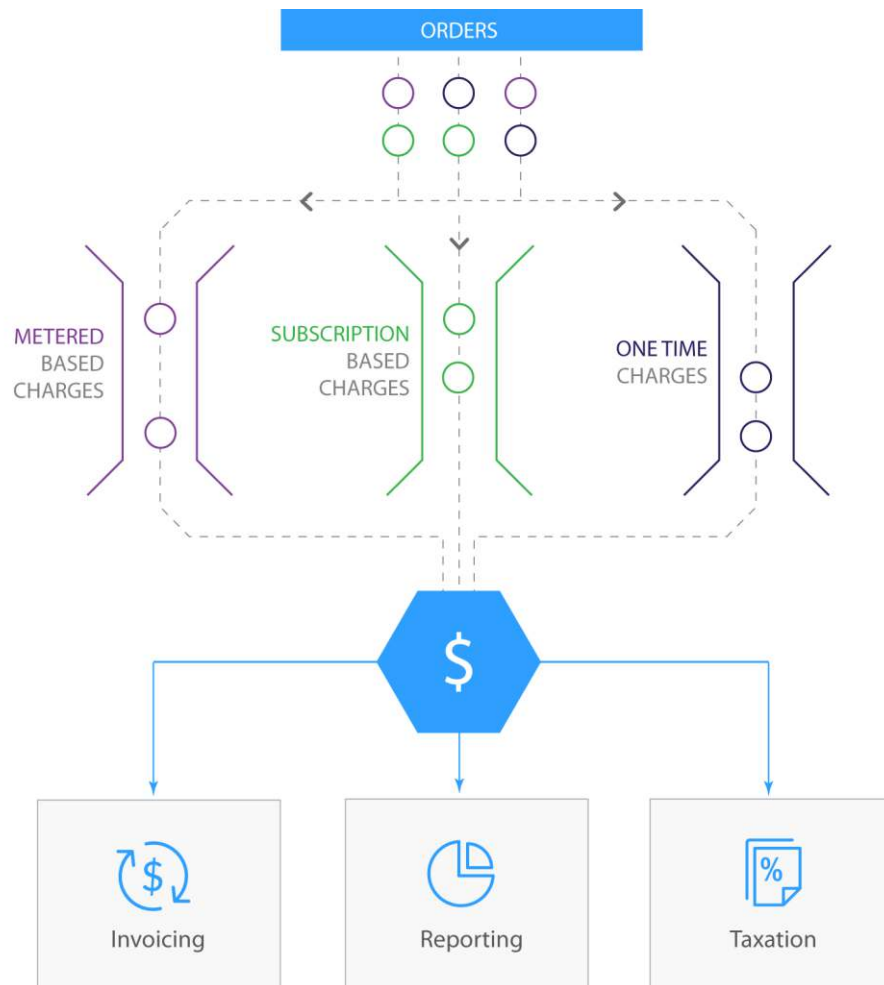 ORDERS
METERED
BASED
CHARGES
SUBSCRIPTION
BASED
CHARGES
ONE TIME
CHARGES
$
$
%
Invoicing
Reporting
Taxation